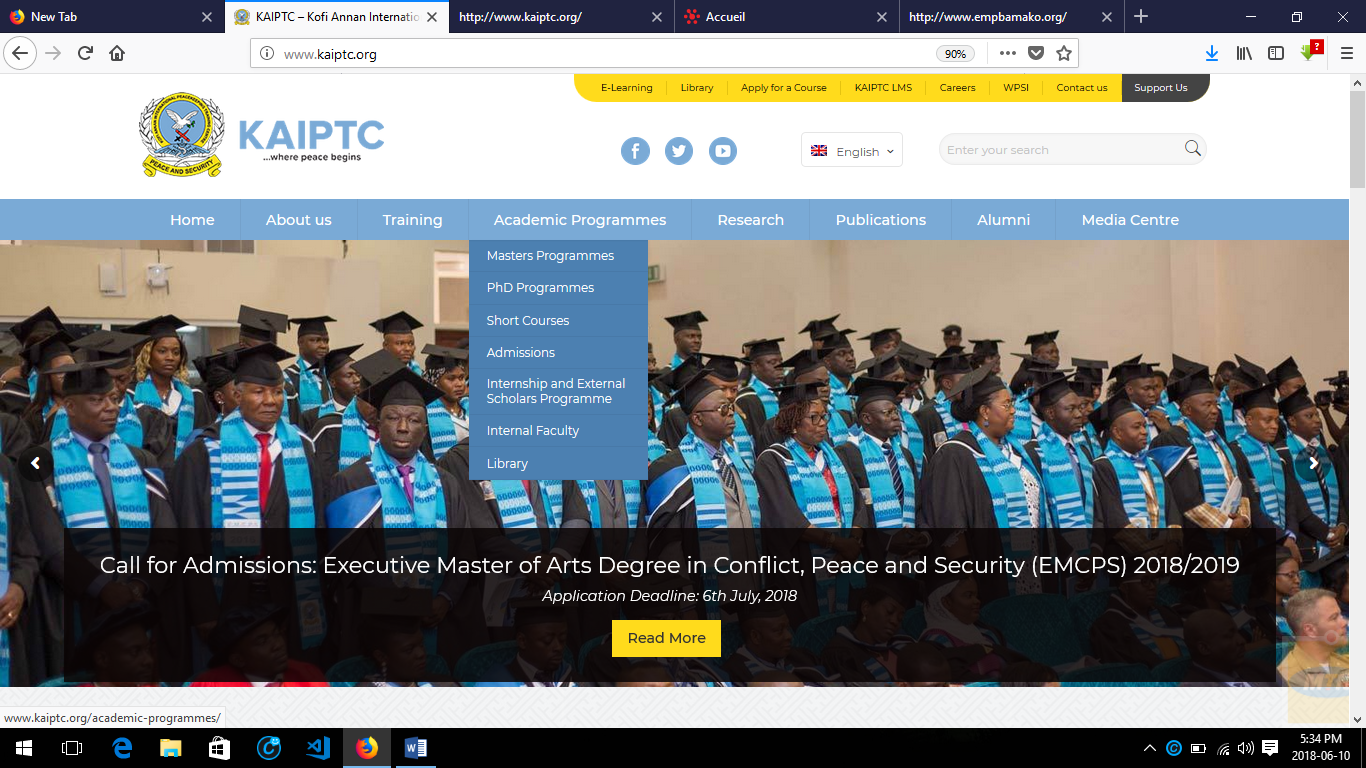 New Tab
KAIPTC – Kofi Annan Internatio
http://www.kaiptc.org/
Accueil
http://www.empbamako.org/
www.kaiptc.org
90%
E-Learning
Library
Apply for a Course
KAIPTC LMS
Careers
WPSI
Contact us
Support Us
PEACE AND SECURITY
KAIPTC
...where peace begins
English
Enter your search
Home
About us
Training
Academic Programmes
Research
Publications
Alumni
Media Centre
Masters Programmes
PhD Programmes
Short Courses
Admissions
Internship and External
Scholars Programme
Internal Faculty
Library
Call for Admissions: Executive Master of Arts Degree in Conflict, Peace and Security (EMCPS) 2018/2019
Application Deadline: 6th July, 2018
Read More
www.kaiptc.org/academic-programmes/
5:34 PM
2018-06-10